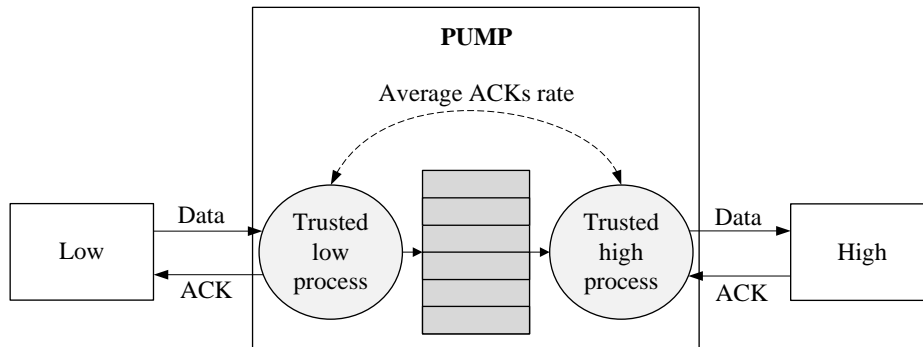 PUMP
Average ACKs rate
Low
Data
ACK
Trusted
low
process
Trusted
high
process
Data
ACK
High